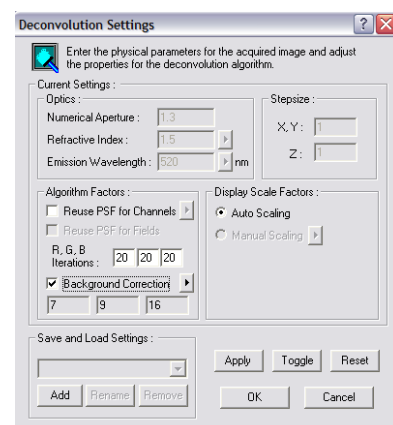 Deconvolution Settings
Enter the physical parameters for the acquired image and adjust
the properties for the deconvolution algorithm.
Current Settings :
Optics :
Numerical Aperture : 1.3
Refractive Index : 1.5
Emission Wavelength : 520 nm
Stepsize :
X,Y : 1
Z : 1
Algorithm Factors :
Reuse PSF for Channels
Reuse PSF for Fields
R, G, B
Iterations : 20 20 20
Background Correction
7 9 16
Display Scale Factors :
Auto Scaling
Manual Scaling
Save and Load Settings :
Add Rename Remove
Apply Toggle Reset
OK Cancel